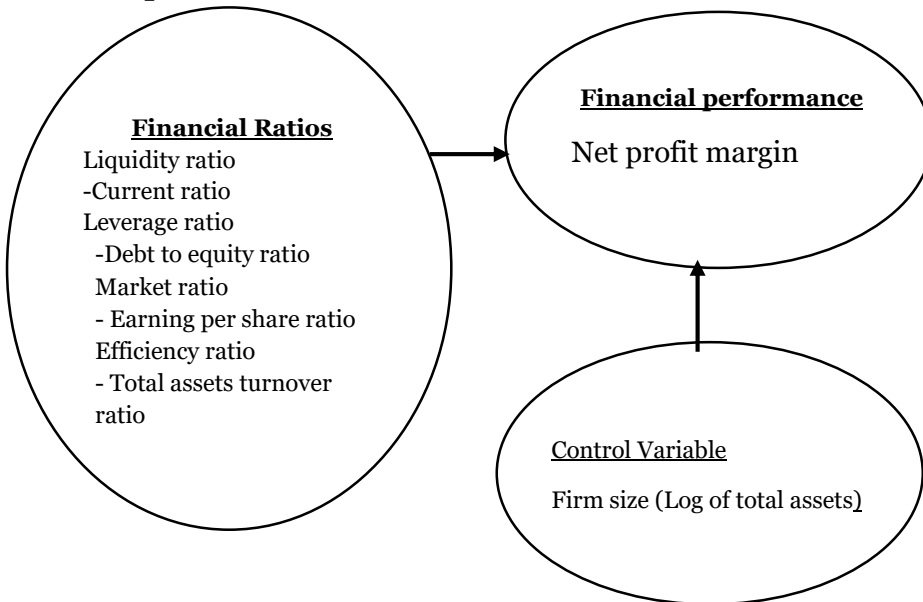 Financial Ratios
Liquidity ratio
-Current ratio
Leverage ratio
-Debt to equity ratio
Market ratio
- Earning per share ratio
Efficiency ratio
- Total assets turnover
ratio
Financial performance
Net profit margin
Control Variable
Firm size (Log of total assets)